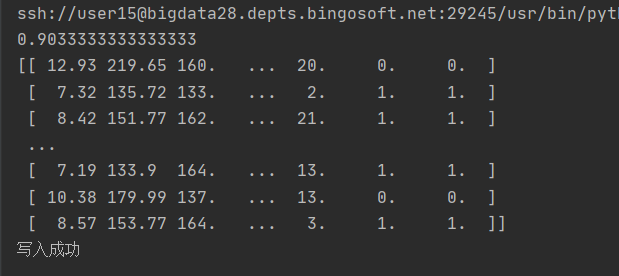 ssh://user15@bigdata28.depts.bingosoft.net:29245/usr/bin/pyt
0.9033333333333333
[[ 12.93 219.65 160.   ...  20.     0.     0.  ]
 [  7.32 135.72 133.   ...   2.     1.     1.  ]
 [  8.42 151.77 162.   ...  21.     1.     1.  ]
 ...
 [  7.19 133.9  164.   ...  13.     1.     1.  ]
 [ 10.38 179.99 137.   ...  13.     0.     0.  ]
 [  8.57 153.77 164.   ...   3.     1.     1.  ]]
写入成功